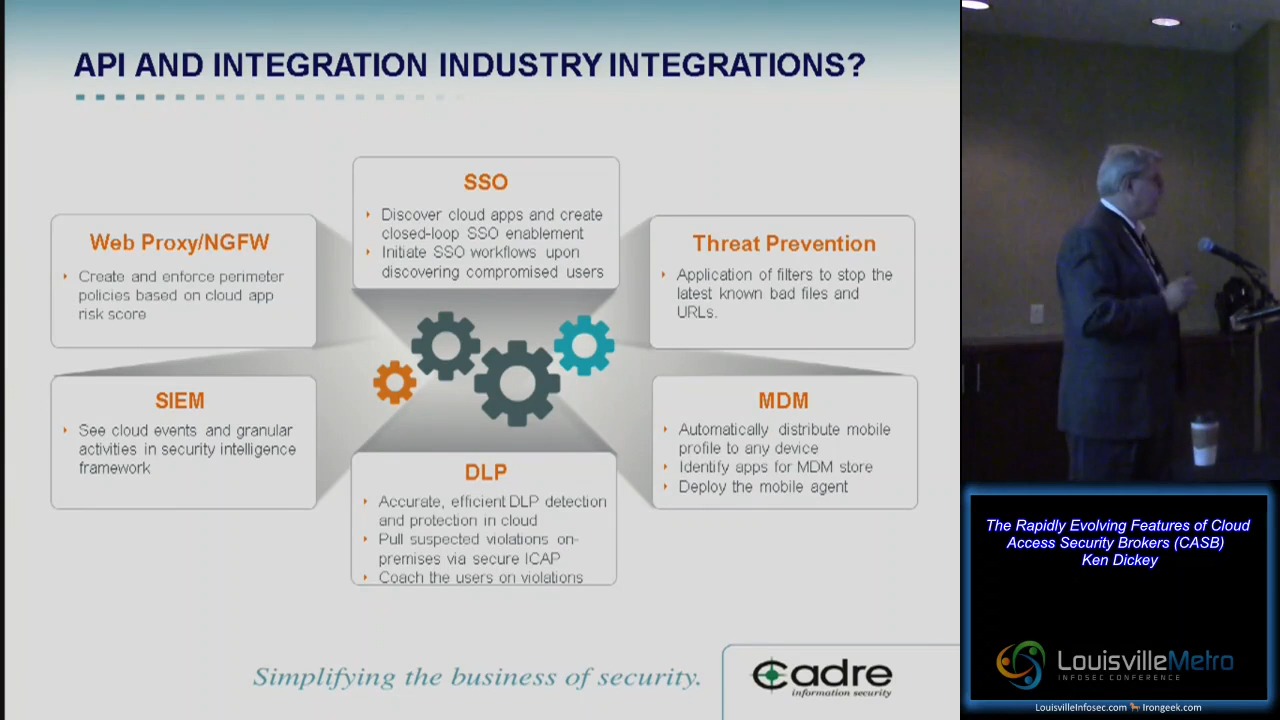 API AND INTEGRATION INDUSTRY INTEGRATIONS?
SSO
Discover cloud apps and create
closed-loop SSO enablement
Initiate SSO workflows upon
discovering compromised users
Web Proxy/NGFW
Create and enforce perimeter
policies based on cloud app
risk score
Threat Prevention
Application of filters to stop the
latest known bad files and
URLs.
SIEM
See cloud events and granular
activities in security intelligence
framework
MDM
Automatically distribute mobile
profile to any device
Identify apps for MDM store
Deploy the mobile agent
DLP
Accurate, efficient DLP detection
and protection in cloud
Pull suspected violations on-
premises via secure ICAP
Coach the users on violations
Simplifying the business of security.
Cadre
information security
The Rapidly Evolving Features of Cloud
Access Security Brokers (CASB)
Ken Dickey
LouisvilleMetro
INFOSEC CONFERENCE
LouisvilleInfosec.com Irongeek.com